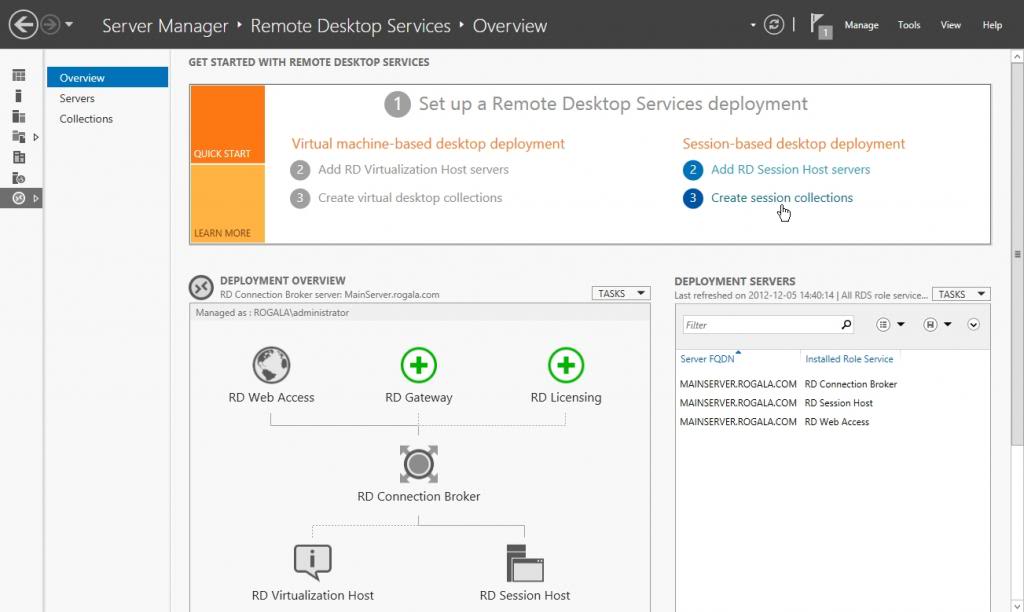 Server Manager ‣ Remote Desktop Services ‣ Overview
1
Manage
Tools
View
Help
Overview
Servers
Collections
GET STARTED WITH REMOTE DESKTOP SERVICES
QUICK START
LEARN MORE
1 Set up a Remote Desktop Services deployment
Virtual machine-based desktop deployment
2 Add RD Virtualization Host servers
3 Create virtual desktop collections
Session-based desktop deployment
2 Add RD Session Host servers
3 Create session collections
DEPLOYMENT OVERVIEW
RD Connection Broker server: MainServer.rogala.com
TASKS
Managed as : ROGALA\administrator
RD Web Access
RD Gateway
RD Licensing
RD Connection Broker
RD Virtualization Host
RD Session Host
DEPLOYMENT SERVERS
Last refreshed on 2012-12-05 14:40:14 | All RDS role service...
TASKS
Filter
Server FQDN Installed Role Service
MAINSERVER.ROGALA.COM RD Connection Broker
MAINSERVER.ROGALA.COM RD Session Host
MAINSERVER.ROGALA.COM RD Web Access